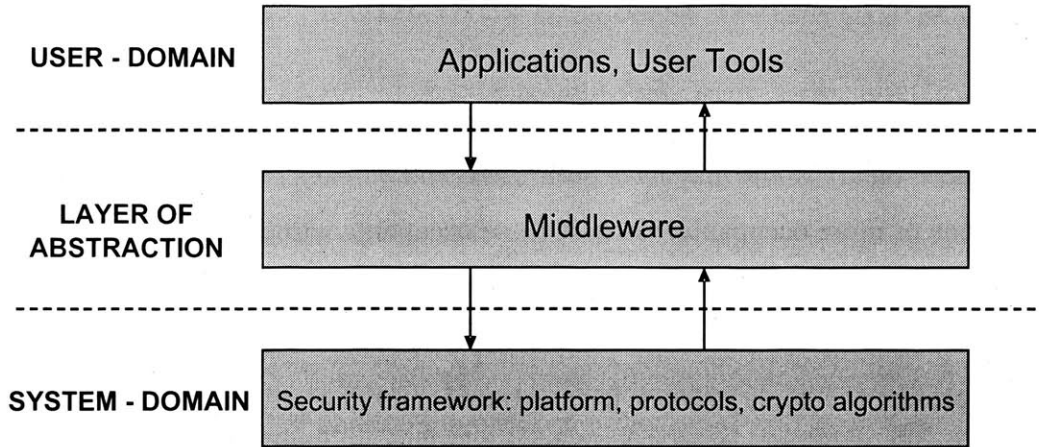 USER - DOMAIN
Applications, User Tools
LAYER OF
ABSTRACTION
Middleware
SYSTEM - DOMAIN
Security framework: platform, protocols, crypto algorithms